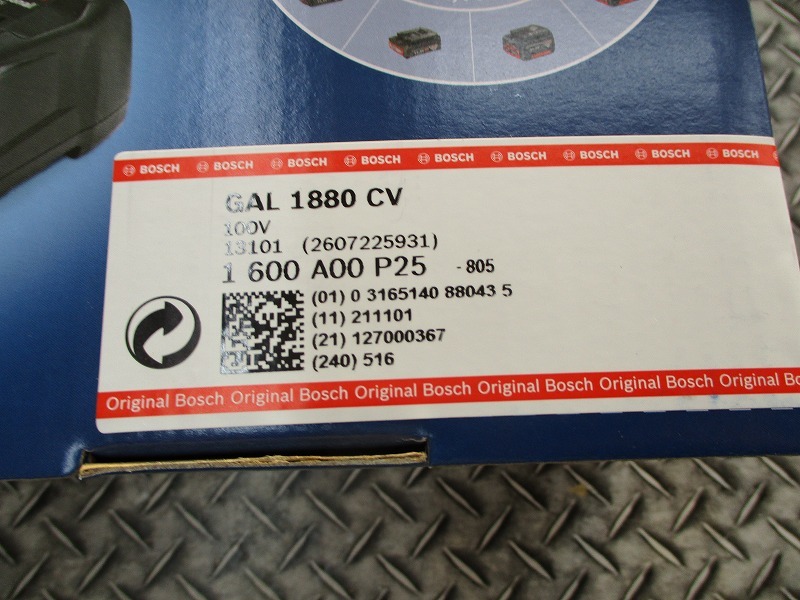 BOSCH BOSCH BOSCH BOSCH BOSCH BOSCH BOSCH BOSCH BOSCH
GAL 1880 CV
100V
13101 (2607225931)
1 600 A00 P25 -805
(01) 0 3165140 88043 5
(11) 211101
(21) 127000367
(240) 516
Original Bosch Original Bosch Original Bosch Original Bosch Original Bosch Original Bosch